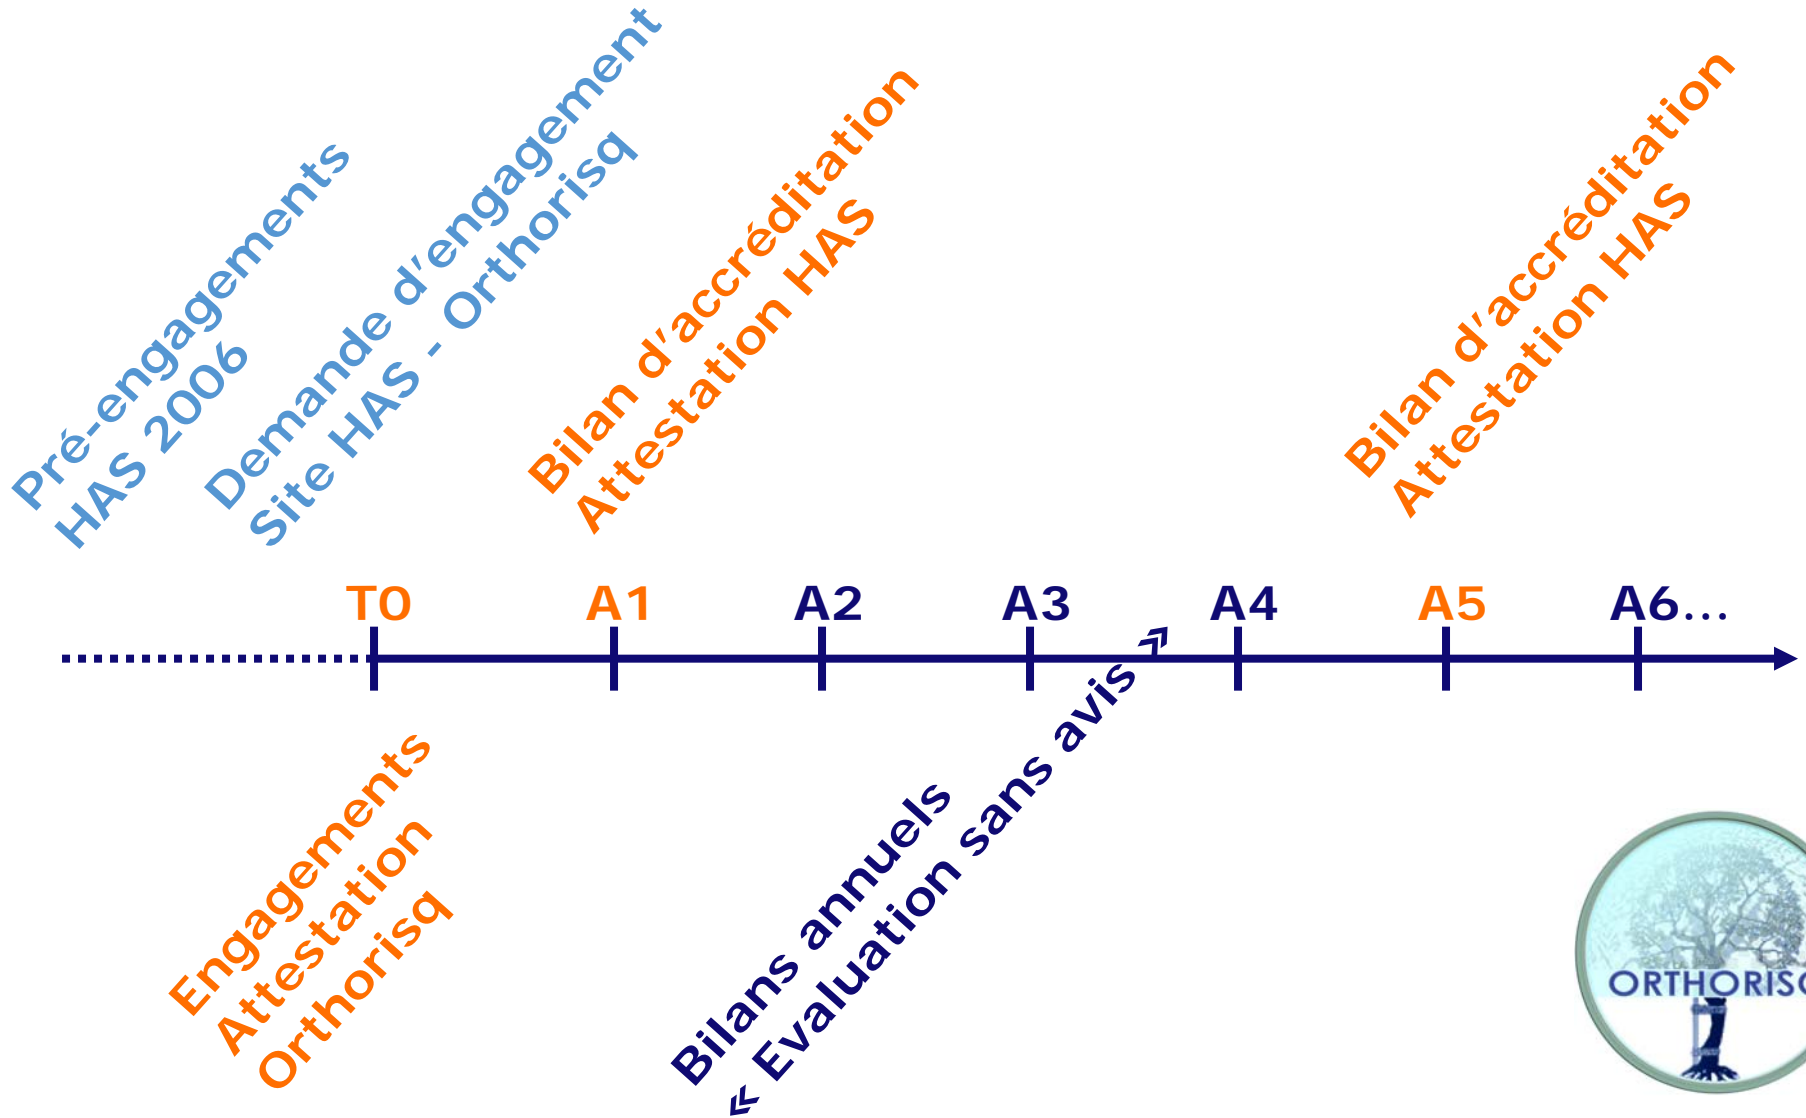 Pré-engagements
HAS 2006
Demande d'engagement
Site HAS - Orthorisq
Bilan d'accréditation
Attestation HAS
Bilan d'accréditation
Attestation HAS
T0
A1
A2
A3
A4
A5
A6...
Engagements
Attestation
Orthorisq
Bilans annuels
« Evaluation sans avis »
ORTHORISQ